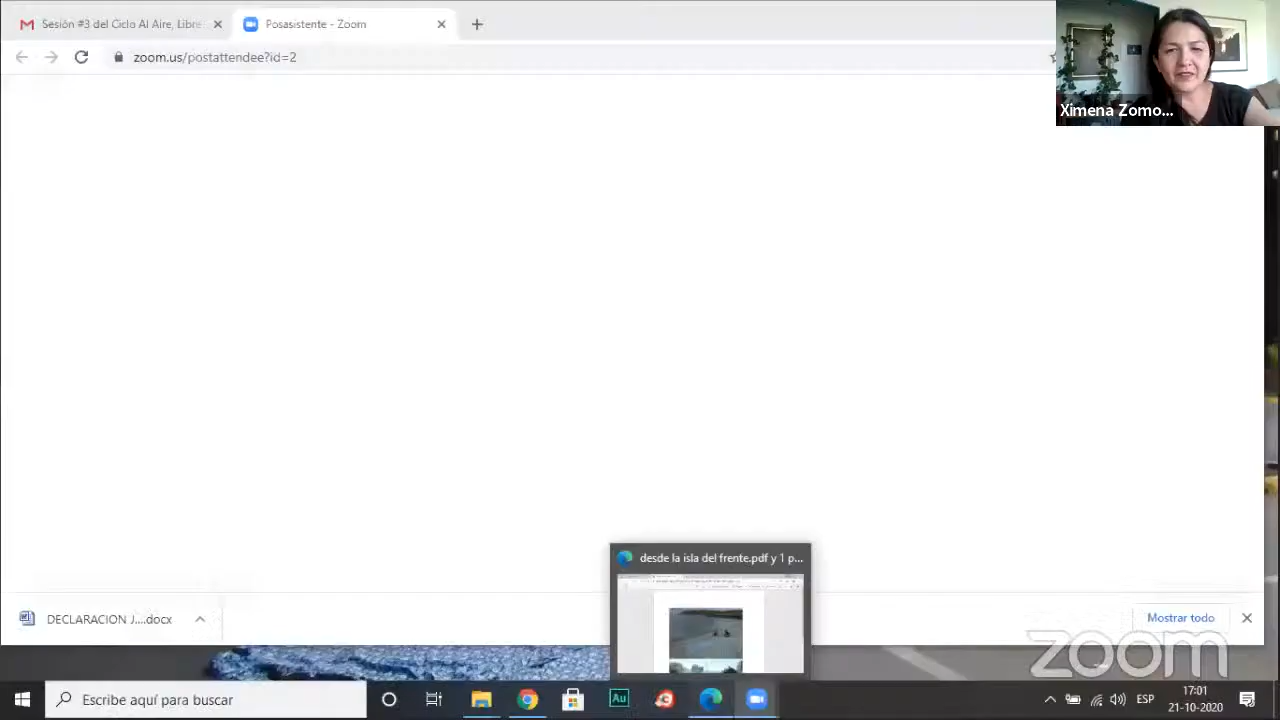 Sesión #3 del Ciclo Al Aire, Libre
Posasistente - Zoom
zoom.us/postattendee?id=2
Ximena Zomo...
desde la isla del frente.pdf y 1 p...
DECLARACION J....docx
Mostrar todo
zoom
Escribe aquí para buscar
Au
ESP
17:01
21-10-2020